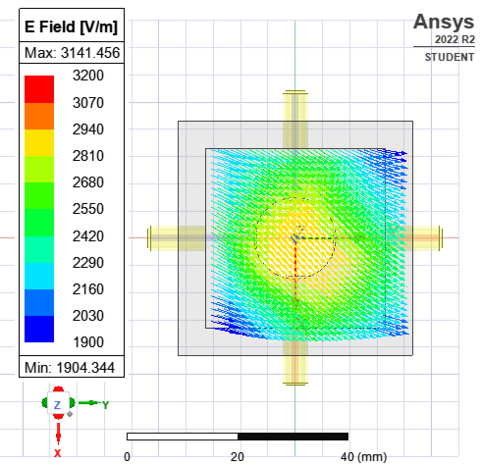 E Field [V/m]
Max: 3141.456
3200
3070
2940
2810
2680
2550
2420
2290
2160
2030
1900
Min: 1904.344
Ansys
2022 R2
STUDENT
Z
Y
X
0
20
40 (mm)